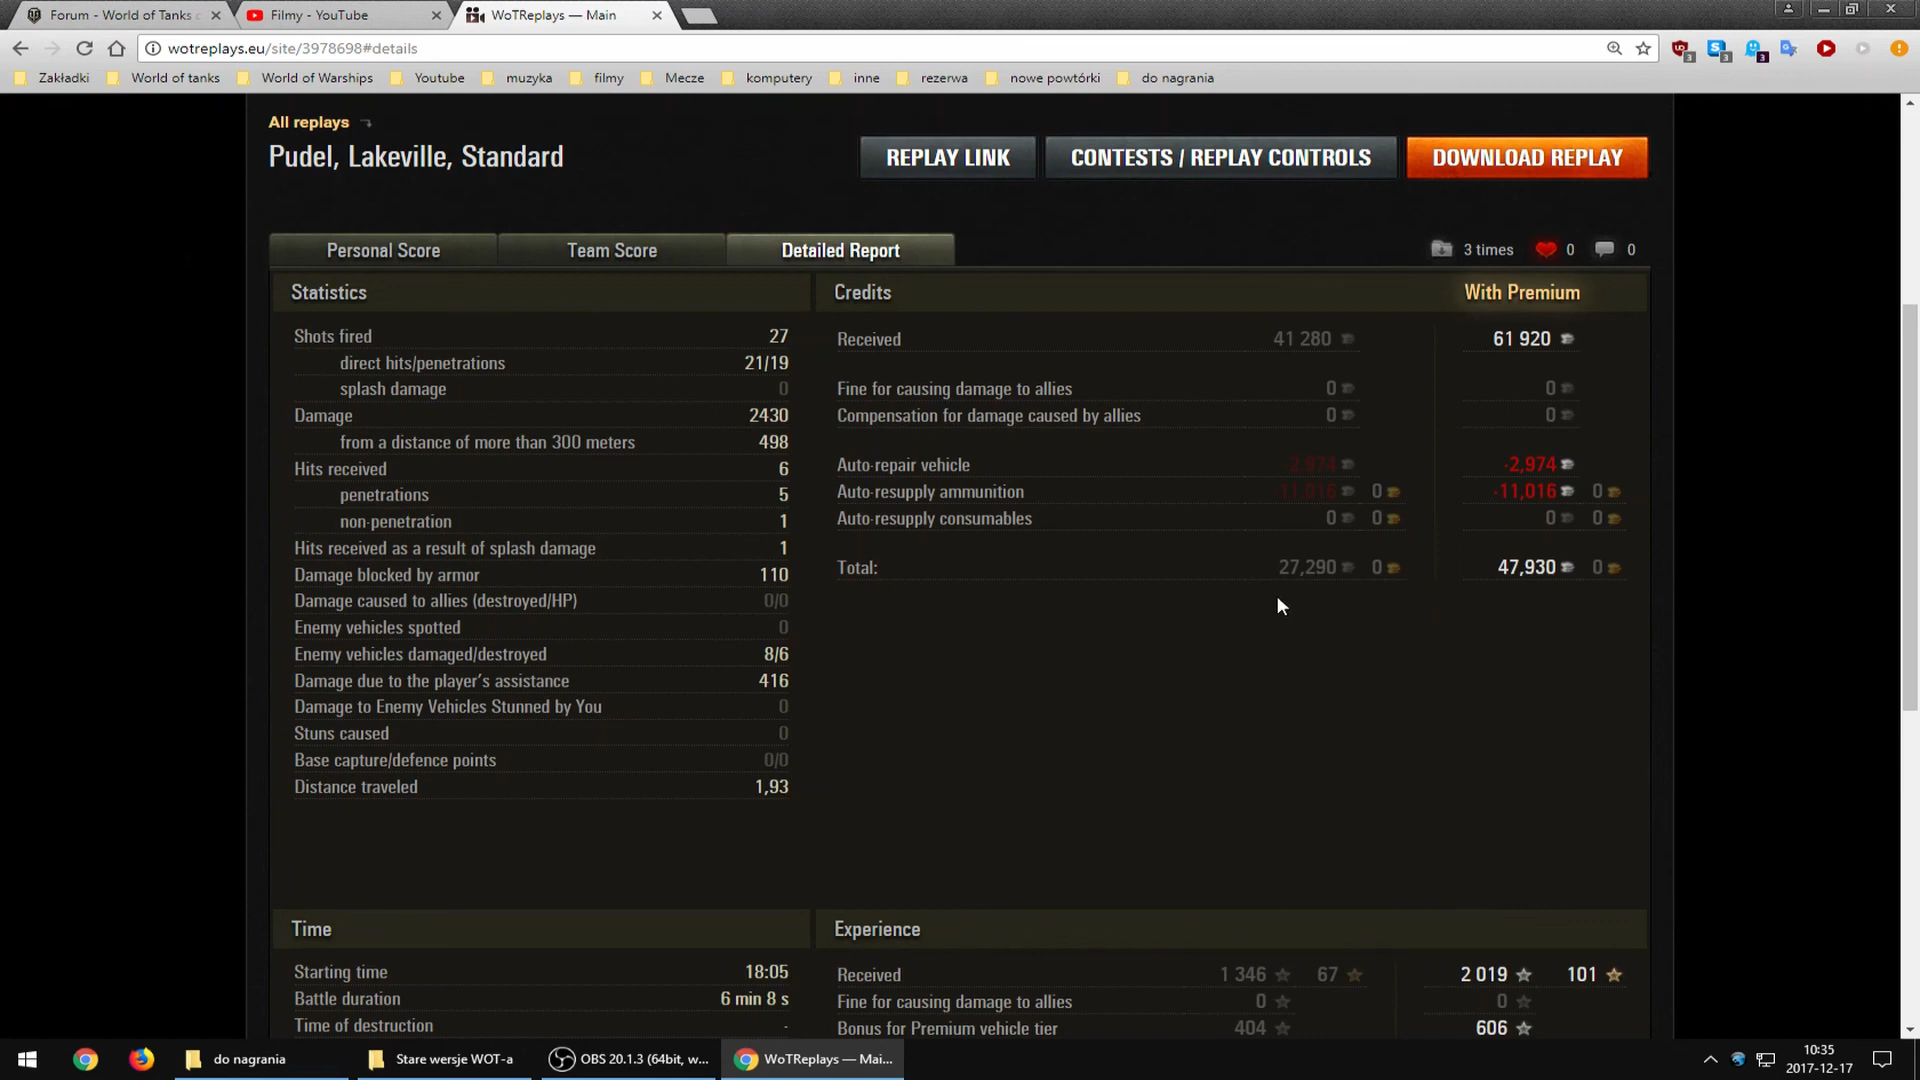 Forum - World of Tanks
Filmy - YouTube
WoTReplays — Main
wotreplays.eu/site/3978698#details
3
3
3
Zakładki
World of tanks
World of Warships
Youtube
muzyka
filmy
Mecze
komputery
inne
rezerwa
nowe powtórki
do nagrania
All replays
Pudel, Lakeville, Standard
REPLAY LINK
CONTESTS / REPLAY CONTROLS
DOWNLOAD REPLAY
Personal Score
Team Score
Detailed Report
3 times
0
0
Statistics
Shots fired 27
direct hits/penetrations 21/19
splash damage 0
Damage 2430
from a distance of more than 300 meters 498
Hits received 6
penetrations 5
non-penetration 1
Hits received as a result of splash damage 1
Damage blocked by armor 110
Damage caused to allies (destroyed/HP) 0/0
Enemy vehicles spotted 0
Enemy vehicles damaged/destroyed 8/6
Damage due to the player's assistance 416
Damage to Enemy Vehicles Stunned by You 0
Stuns caused 0
Base capture/defence points 0/0
Distance traveled 1,93
Credits With Premium
Received 41 280 61 920
Fine for causing damage to allies 0 0
Compensation for damage caused by allies 0 0
Auto-repair vehicle -2,974 -2,974
Auto-resupply ammunition -11,016 0 -11,016 0
Auto-resupply consumables 0 0 0 0
Total: 27,290 0 47,930 0
Time
Starting time 18:05
Battle duration 6 min 8 s
Time of destruction -
Experience
Received 1 346 67 2 019 101
Fine for causing damage to allies 0 0
Bonus for Premium vehicle tier 404 606
do nagrania
Stare wersje WOT-a
OBS 20.1.3 (64bit, w...
WoTReplays — Mai...
10:35
2017-12-17